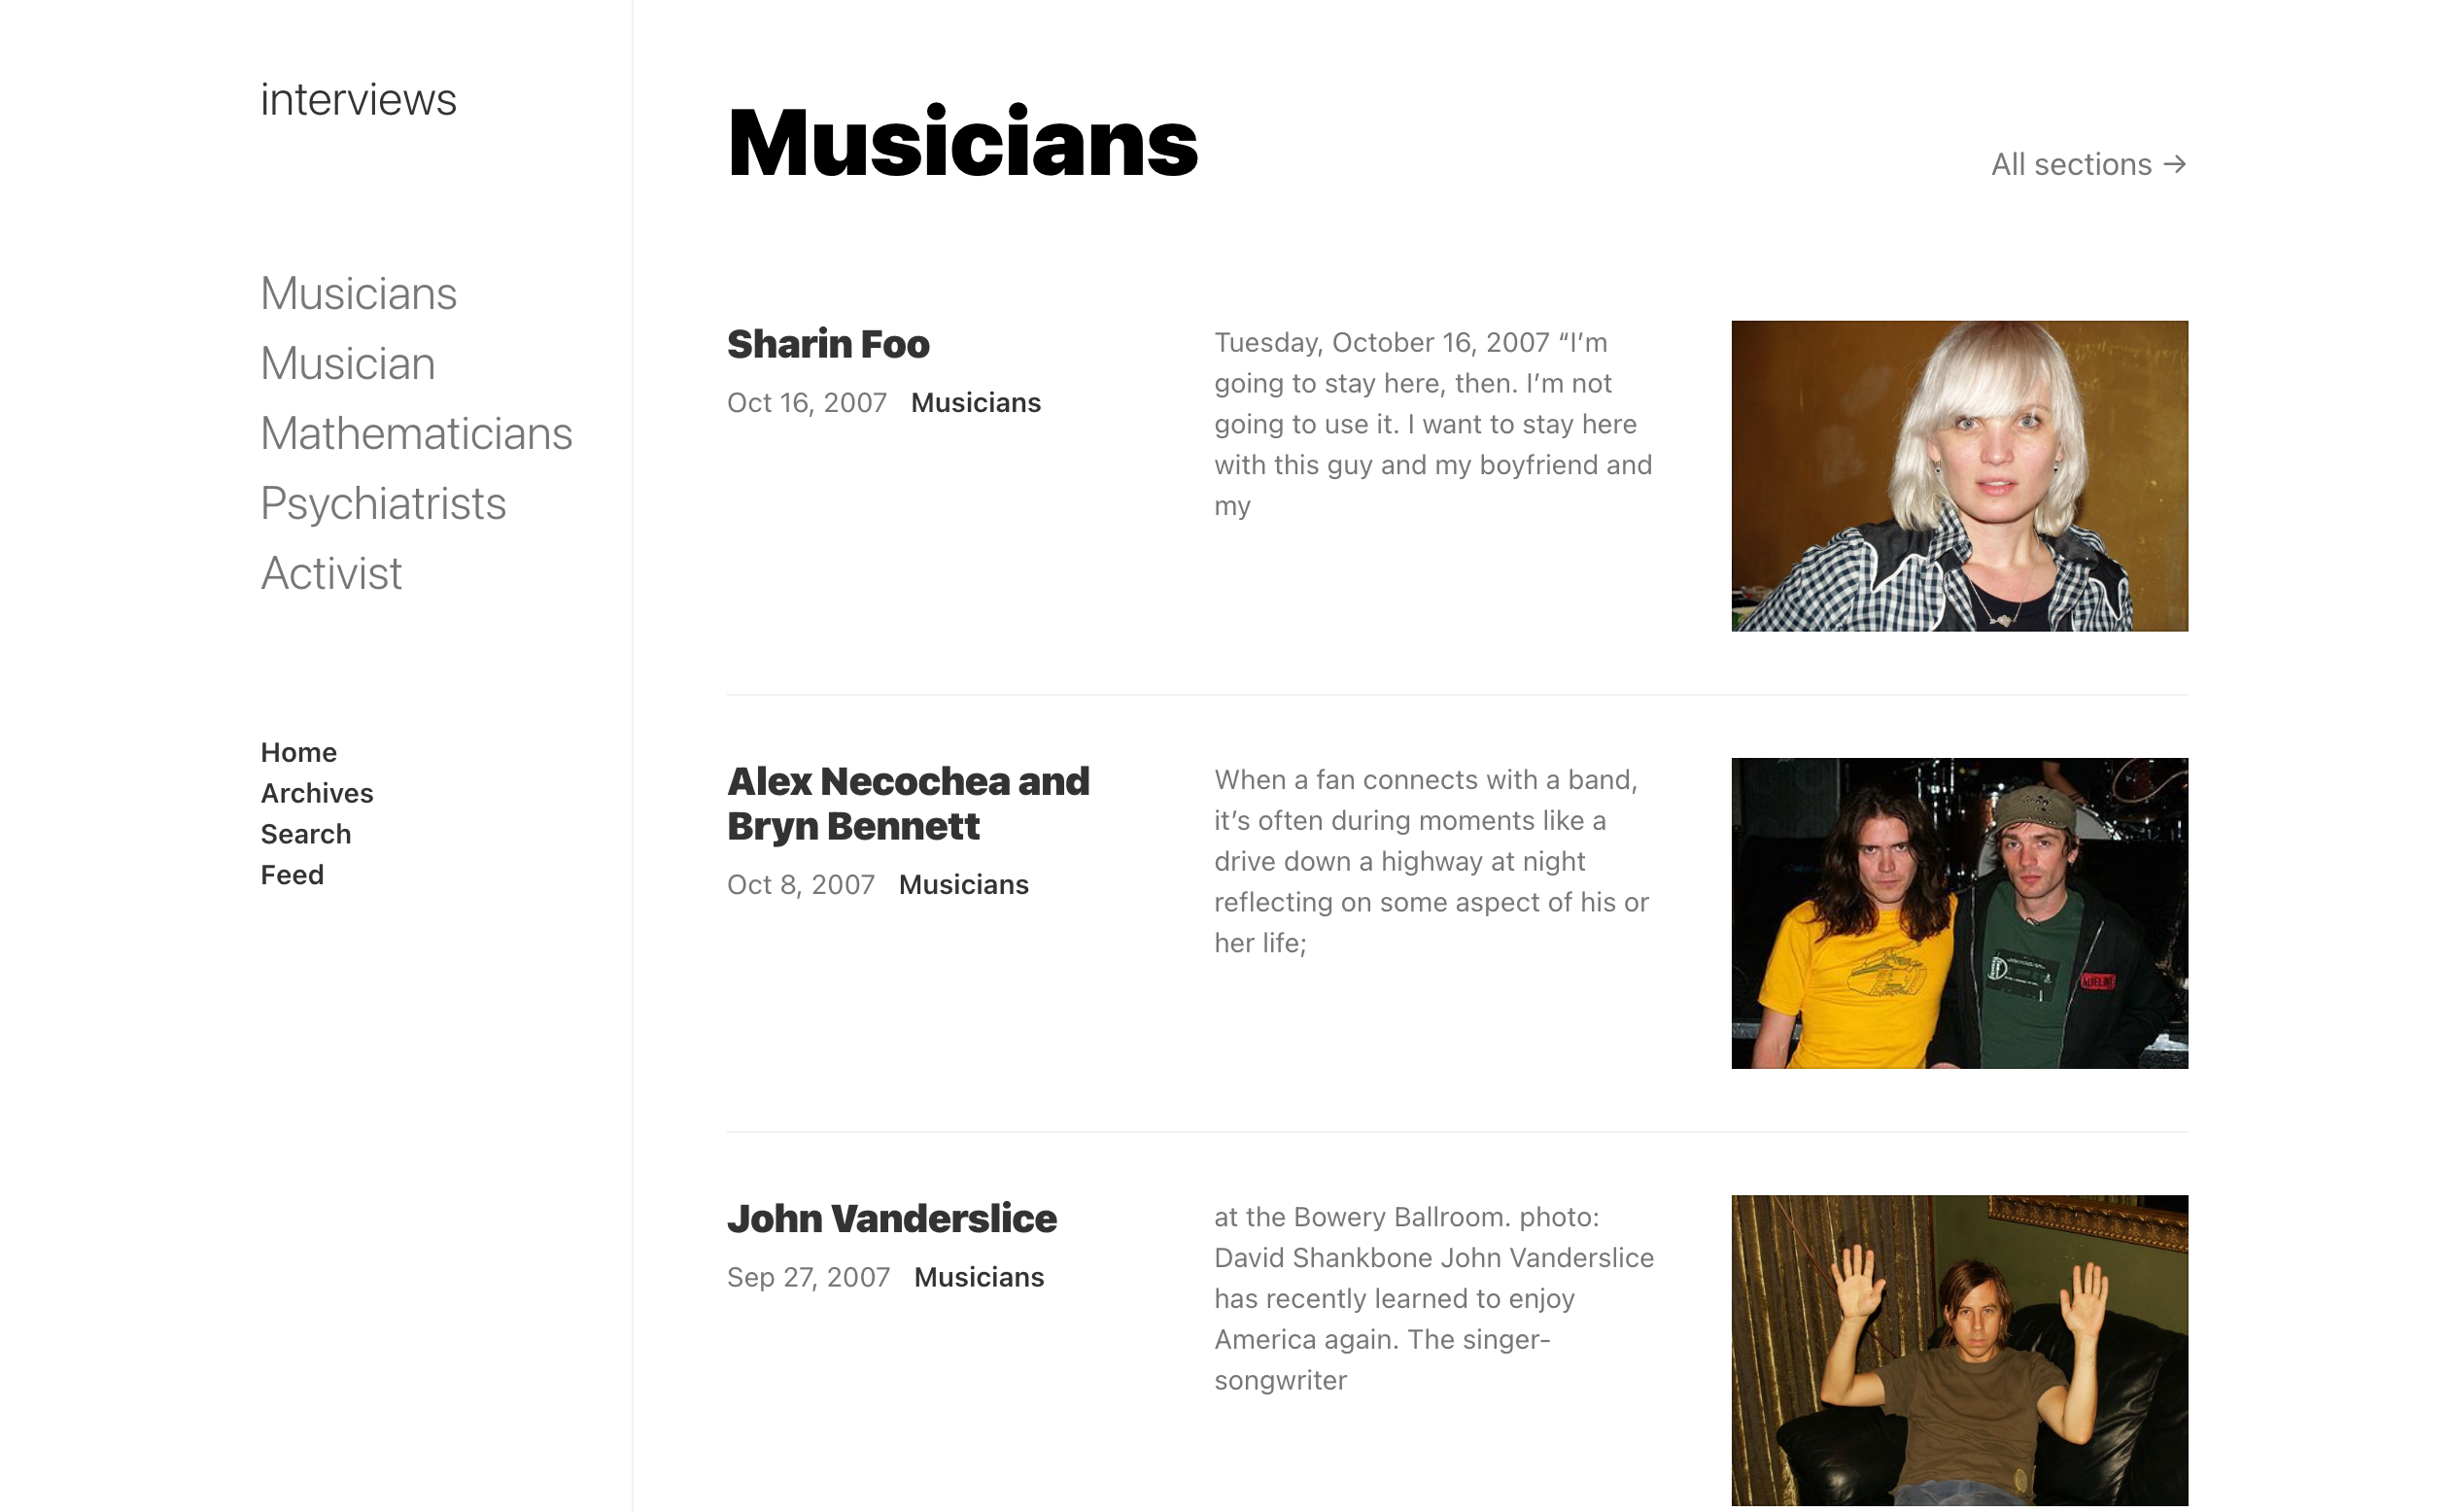 interviews
Musicians
Musician
Mathematicians
Psychiatrists
Activist
Home
Archives
Search
Feed
Musicians
All sections →
Sharin Foo
Oct 16, 2007 Musicians
Tuesday, October 16, 2007 “I’m
going to stay here, then. I’m not
going to use it. I want to stay here
with this guy and my boyfriend and
my
Alex Necochea and
Bryn Bennett
Oct 8, 2007 Musicians
When a fan connects with a band,
it’s often during moments like a
drive down a highway at night
reflecting on some aspect of his or
her life;
John Vanderslice
Sep 27, 2007 Musicians
at the Bowery Ballroom. photo:
David Shankbone John Vanderslice
has recently learned to enjoy
America again. The singer-
songwriter